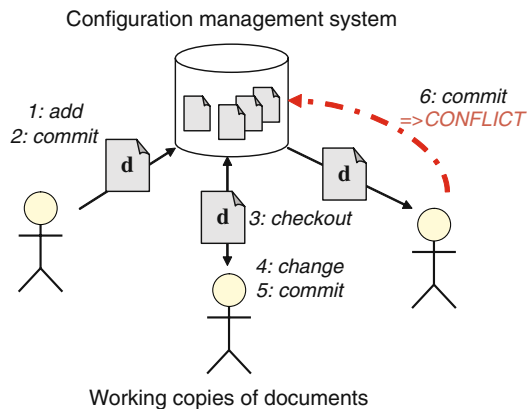 Configuration management system
1: add
2: commit
d
6: commit
=>CONFLICT
d
d
3: checkout
4: change
5: commit
Working copies of documents